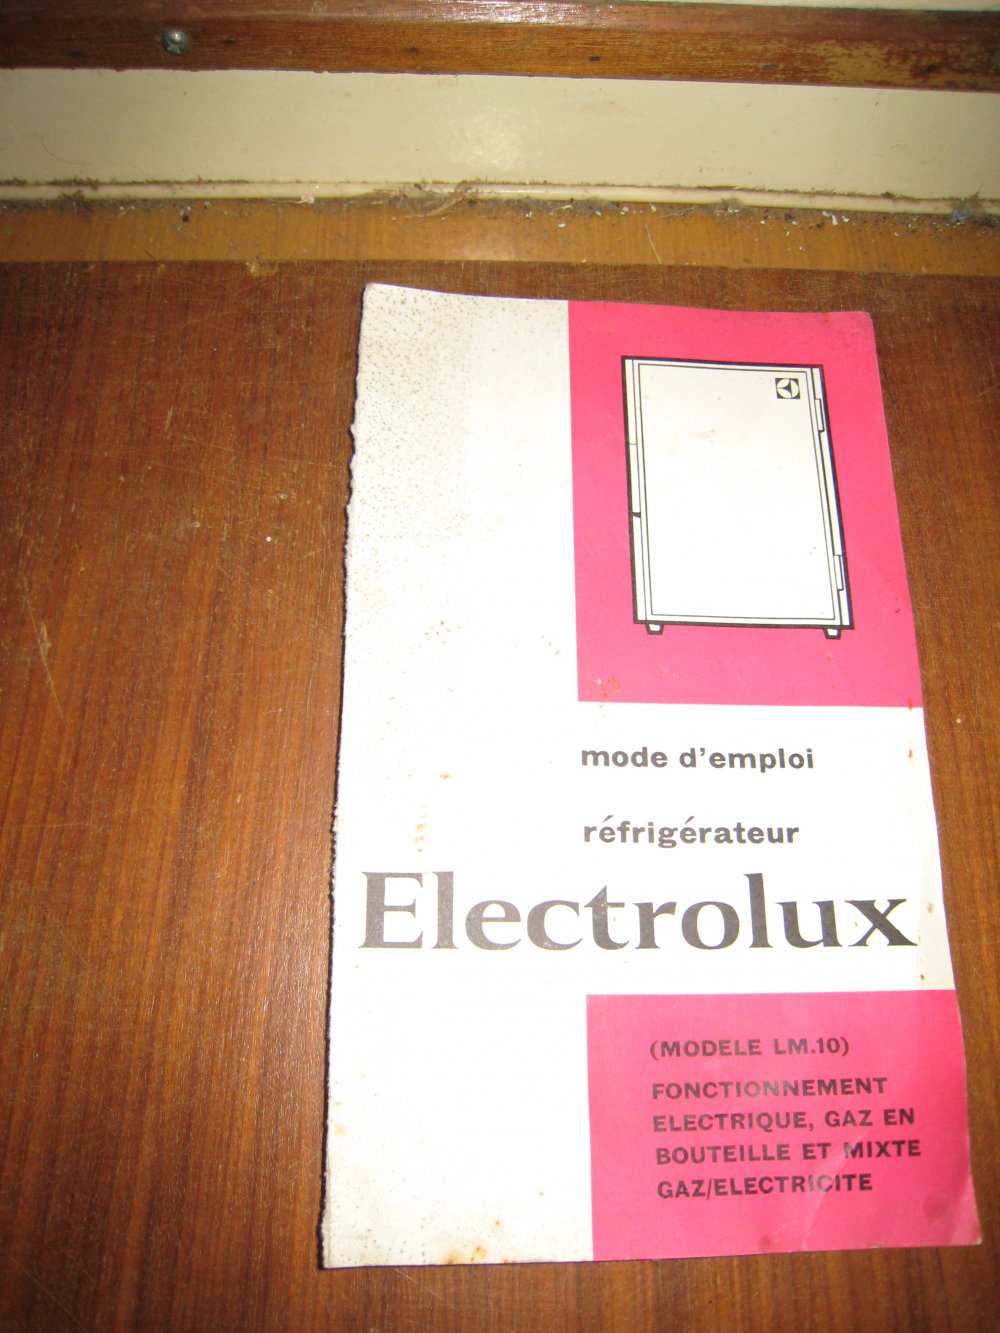 mode d'emploi
réfrigérateur
Electrolux
(MODELE LM.10)
FONCTIONNEMENT
ELECTRIQUE, GAZ EN
BOUTEILLE ET MIXTE
GAZ/ELECTRICITE